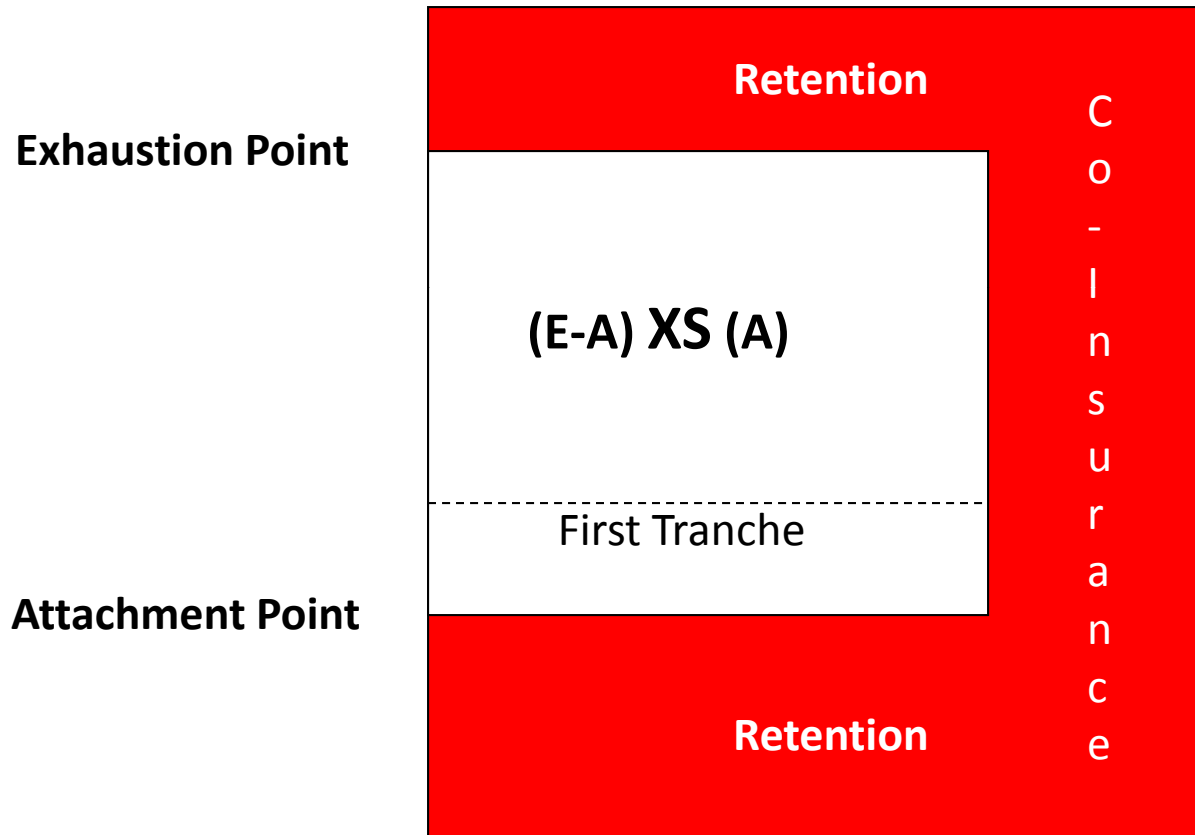 Retention
Exhaustion Point
(E-A) XS (A)
First Tranche
Attachment Point
Retention
Co-Insurance